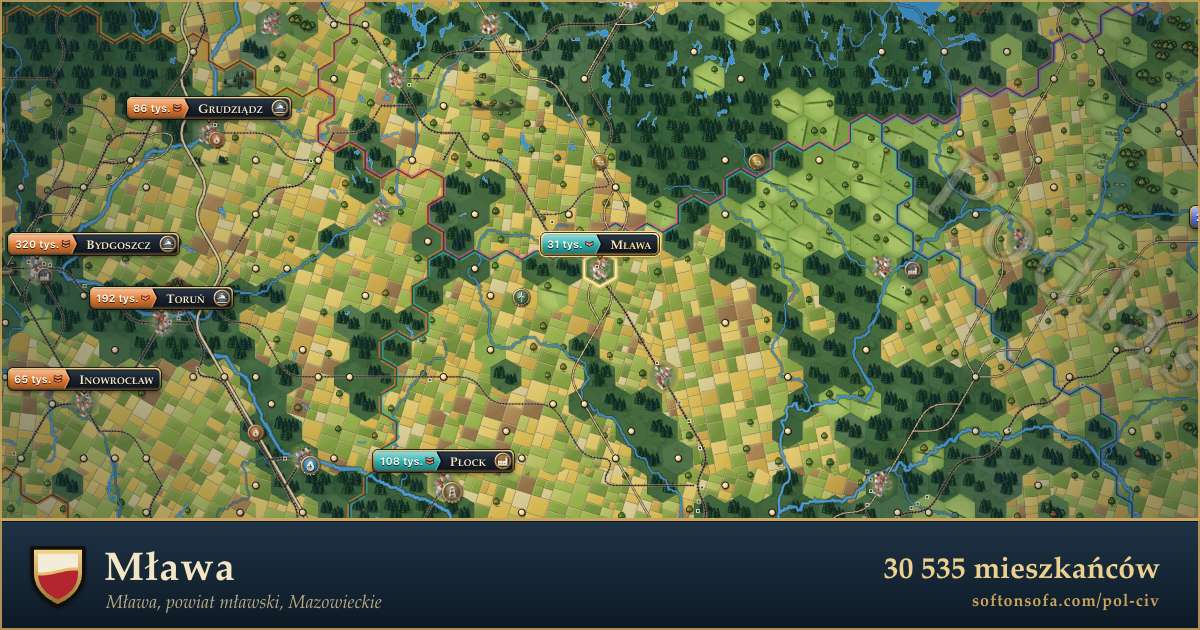 86 tys. Grudziądz
320 tys. Bydgoszcz
31 tys. Mława
192 tys. Toruń
65 tys. Inowrocław
108 tys. Płock
Mława
Mława, powiat mławski, Mazowieckie
30 535 mieszkańców
softonsofa.com/pol-civ